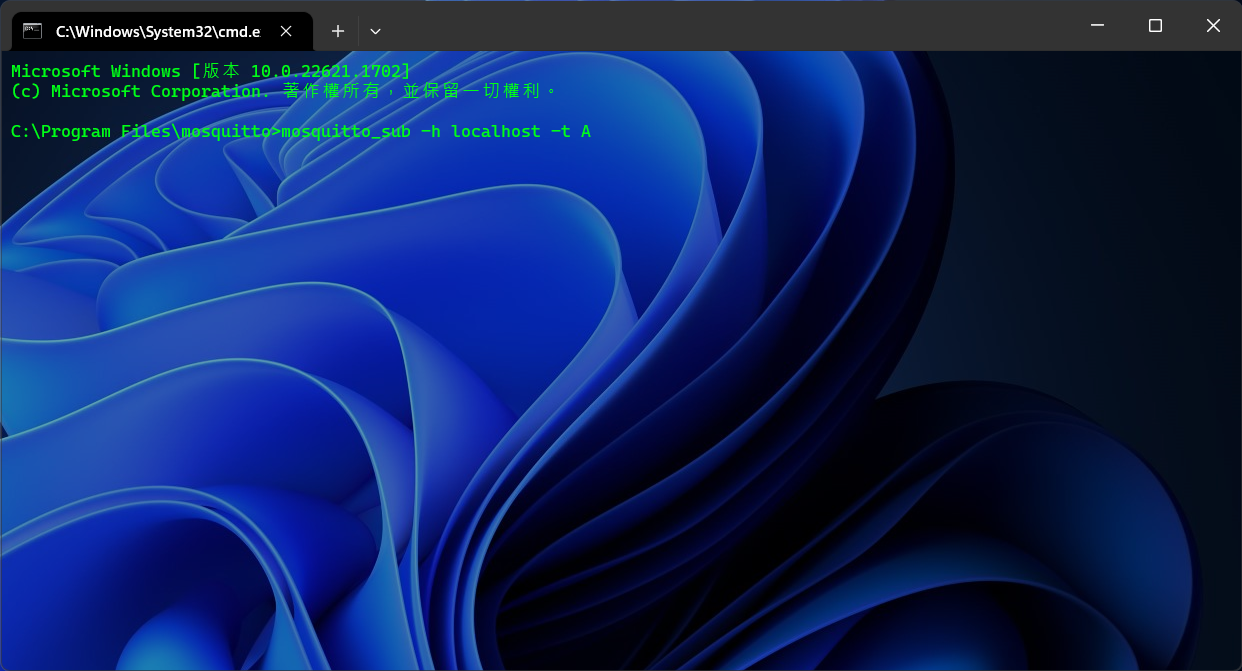 C:\Windows\System32\cmd.e
Microsoft Windows [版本 10.0.22621.1702]
(c) Microsoft Corporation. 著作權所有，並保留一切權利。
C:\Program Files\mosquitto>mosquitto_sub -h localhost -t A